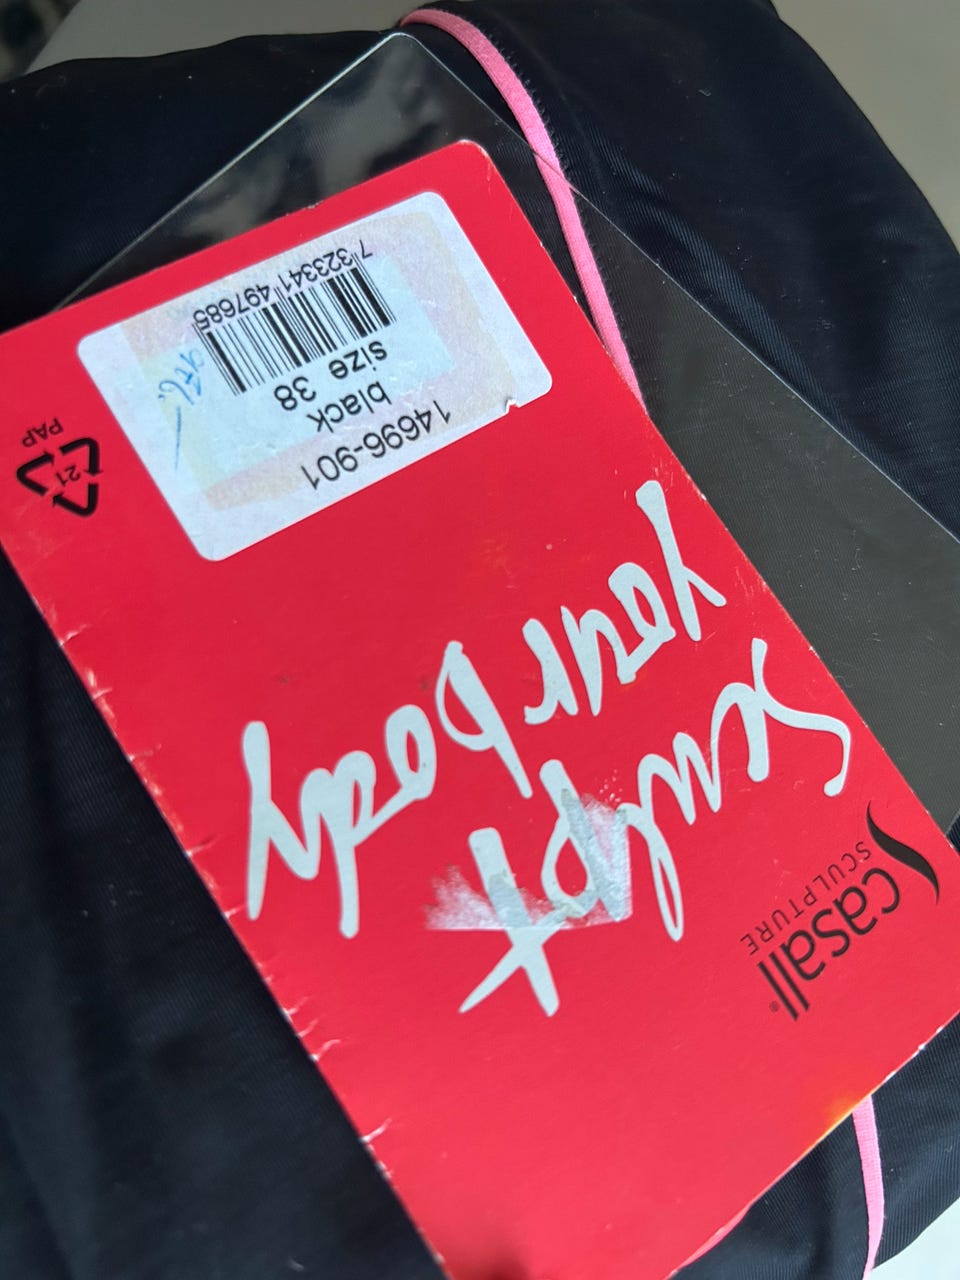 casall®
SCULPTURE
Sculpt
your body
14696-901
black
size 38
7 323341 497685
21
PAP